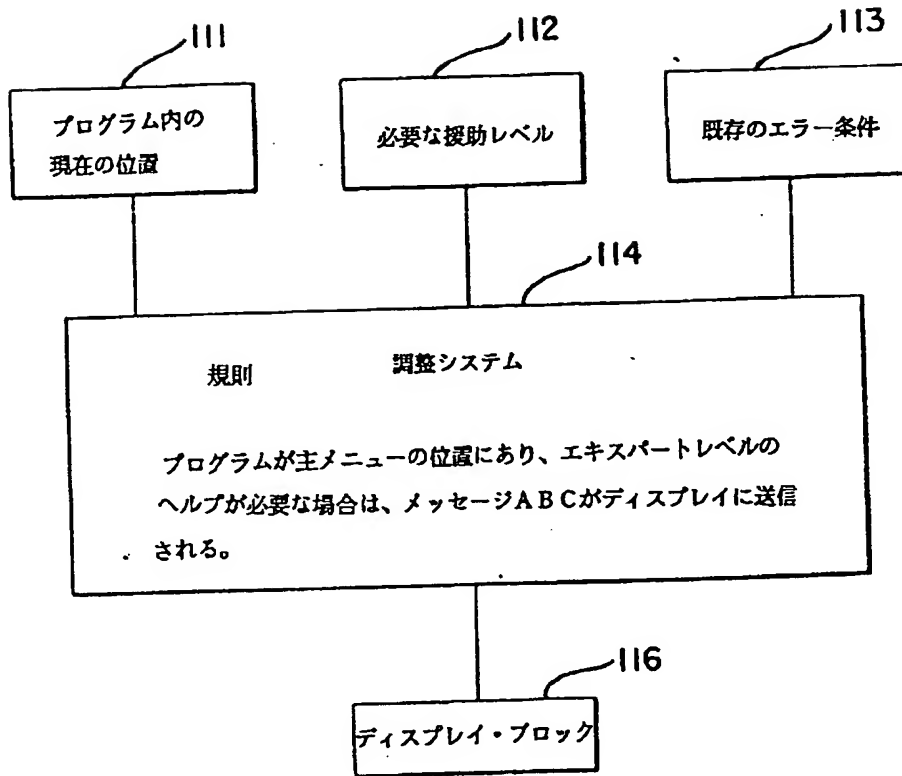 111
112
113
プログラム内の
現在の位置
必要な援助レベル
既存のエラー条件
114
規則 調整システム
プログラムが主メニューの位置にあり、エキスパートレベルの
ヘルプが必要な場合は、メッセージABCがディスプレイに送信
される。
116
ディスプレイ・ブロック